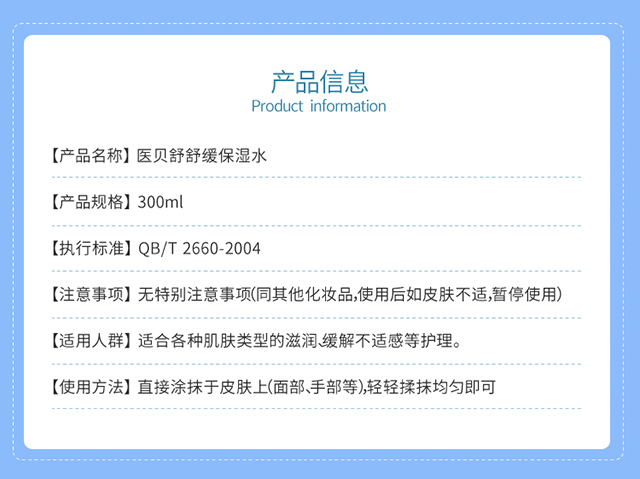 产品信息
Product information
【产品名称】医贝舒舒缓保湿水
【产品规格】300ml
【执行标准】QB/T 2660-2004
【注意事项】无特别注意事项(同其他化妆品,使用后如皮肤不适,暂停使用)
【适用人群】适合各种肌肤类型的滋润、缓解不适感等护理。
【使用方法】直接涂抹于皮肤上(面部、手部等),轻轻揉抹均匀即可